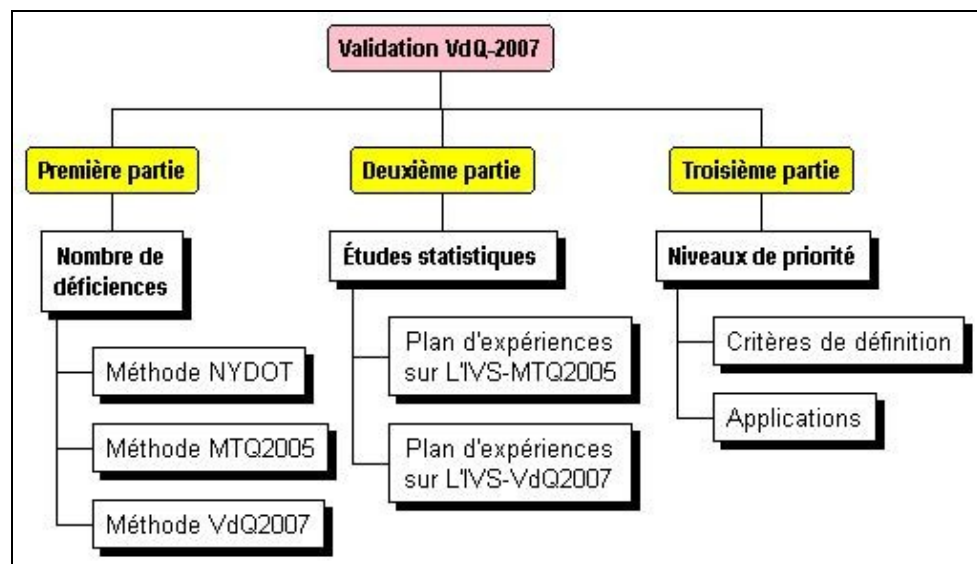 Validation VdQ-2007
Première partie
Nombre de
déficiences
Méthode NYDOT
Méthode MTQ2005
Méthode VdQ2007
Deuxième partie
Études statistiques
Plan d'expériences
sur L'IVS-MTQ2005
Plan d'expériences
sur L'IVS-VdQ2007
Troisième partie
Niveaux de priorité
Critères de définition
Applications